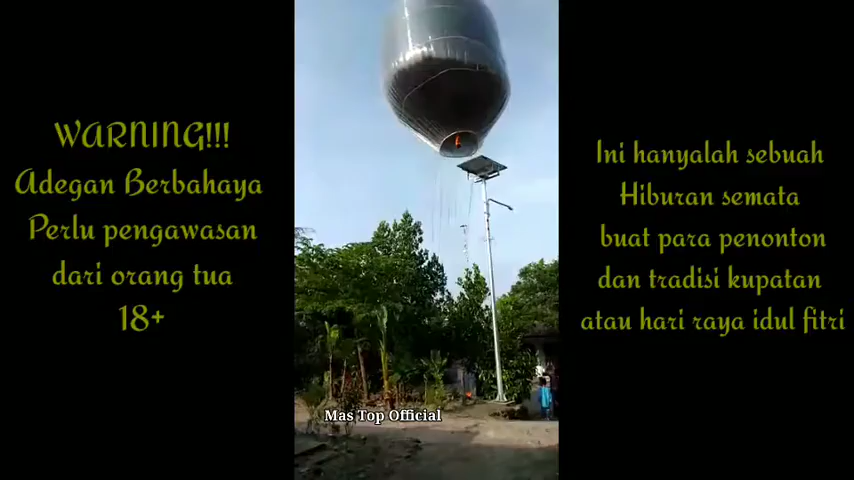 WARNING!!!
Adegan Berbahaya
Perlu pengawasan
dari orang tua
18+
Ini hanyalah sebuah
Hiburan semata
buat para penonton
dan tradisi kupatan
atau hari raya idul fitri
Mas Top Official